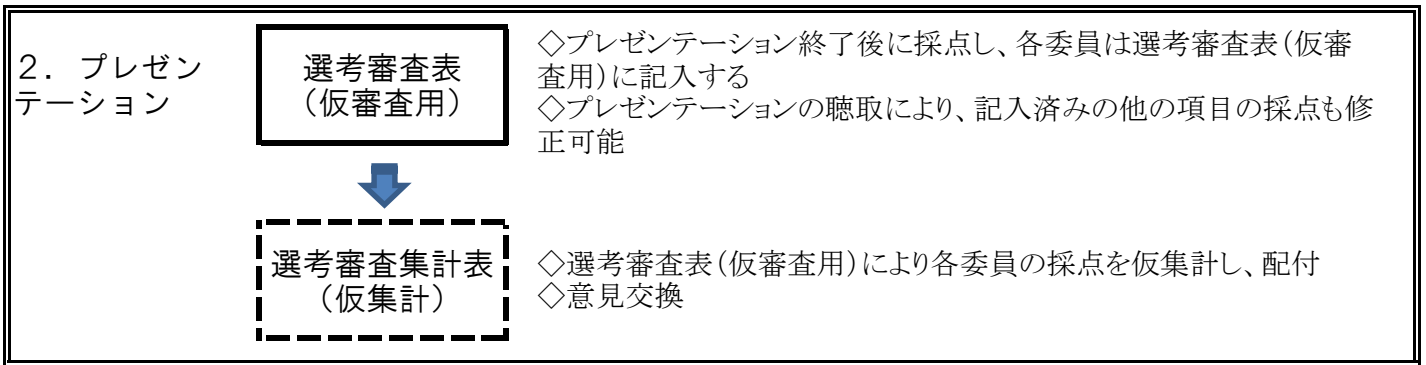 ２．プレゼン
テーション
選考審査表
（仮審査用）
◇プレゼンテーション終了後に採点し、各委員は選考審査表（仮審
査用）に記入する
◇プレゼンテーションの聴取により、記入済みの他の項目の採点も修
正可能
選考審査集計表
（仮集計）
◇選考審査表（仮審査用）により各委員の採点を仮集計し、配付
◇意見交換